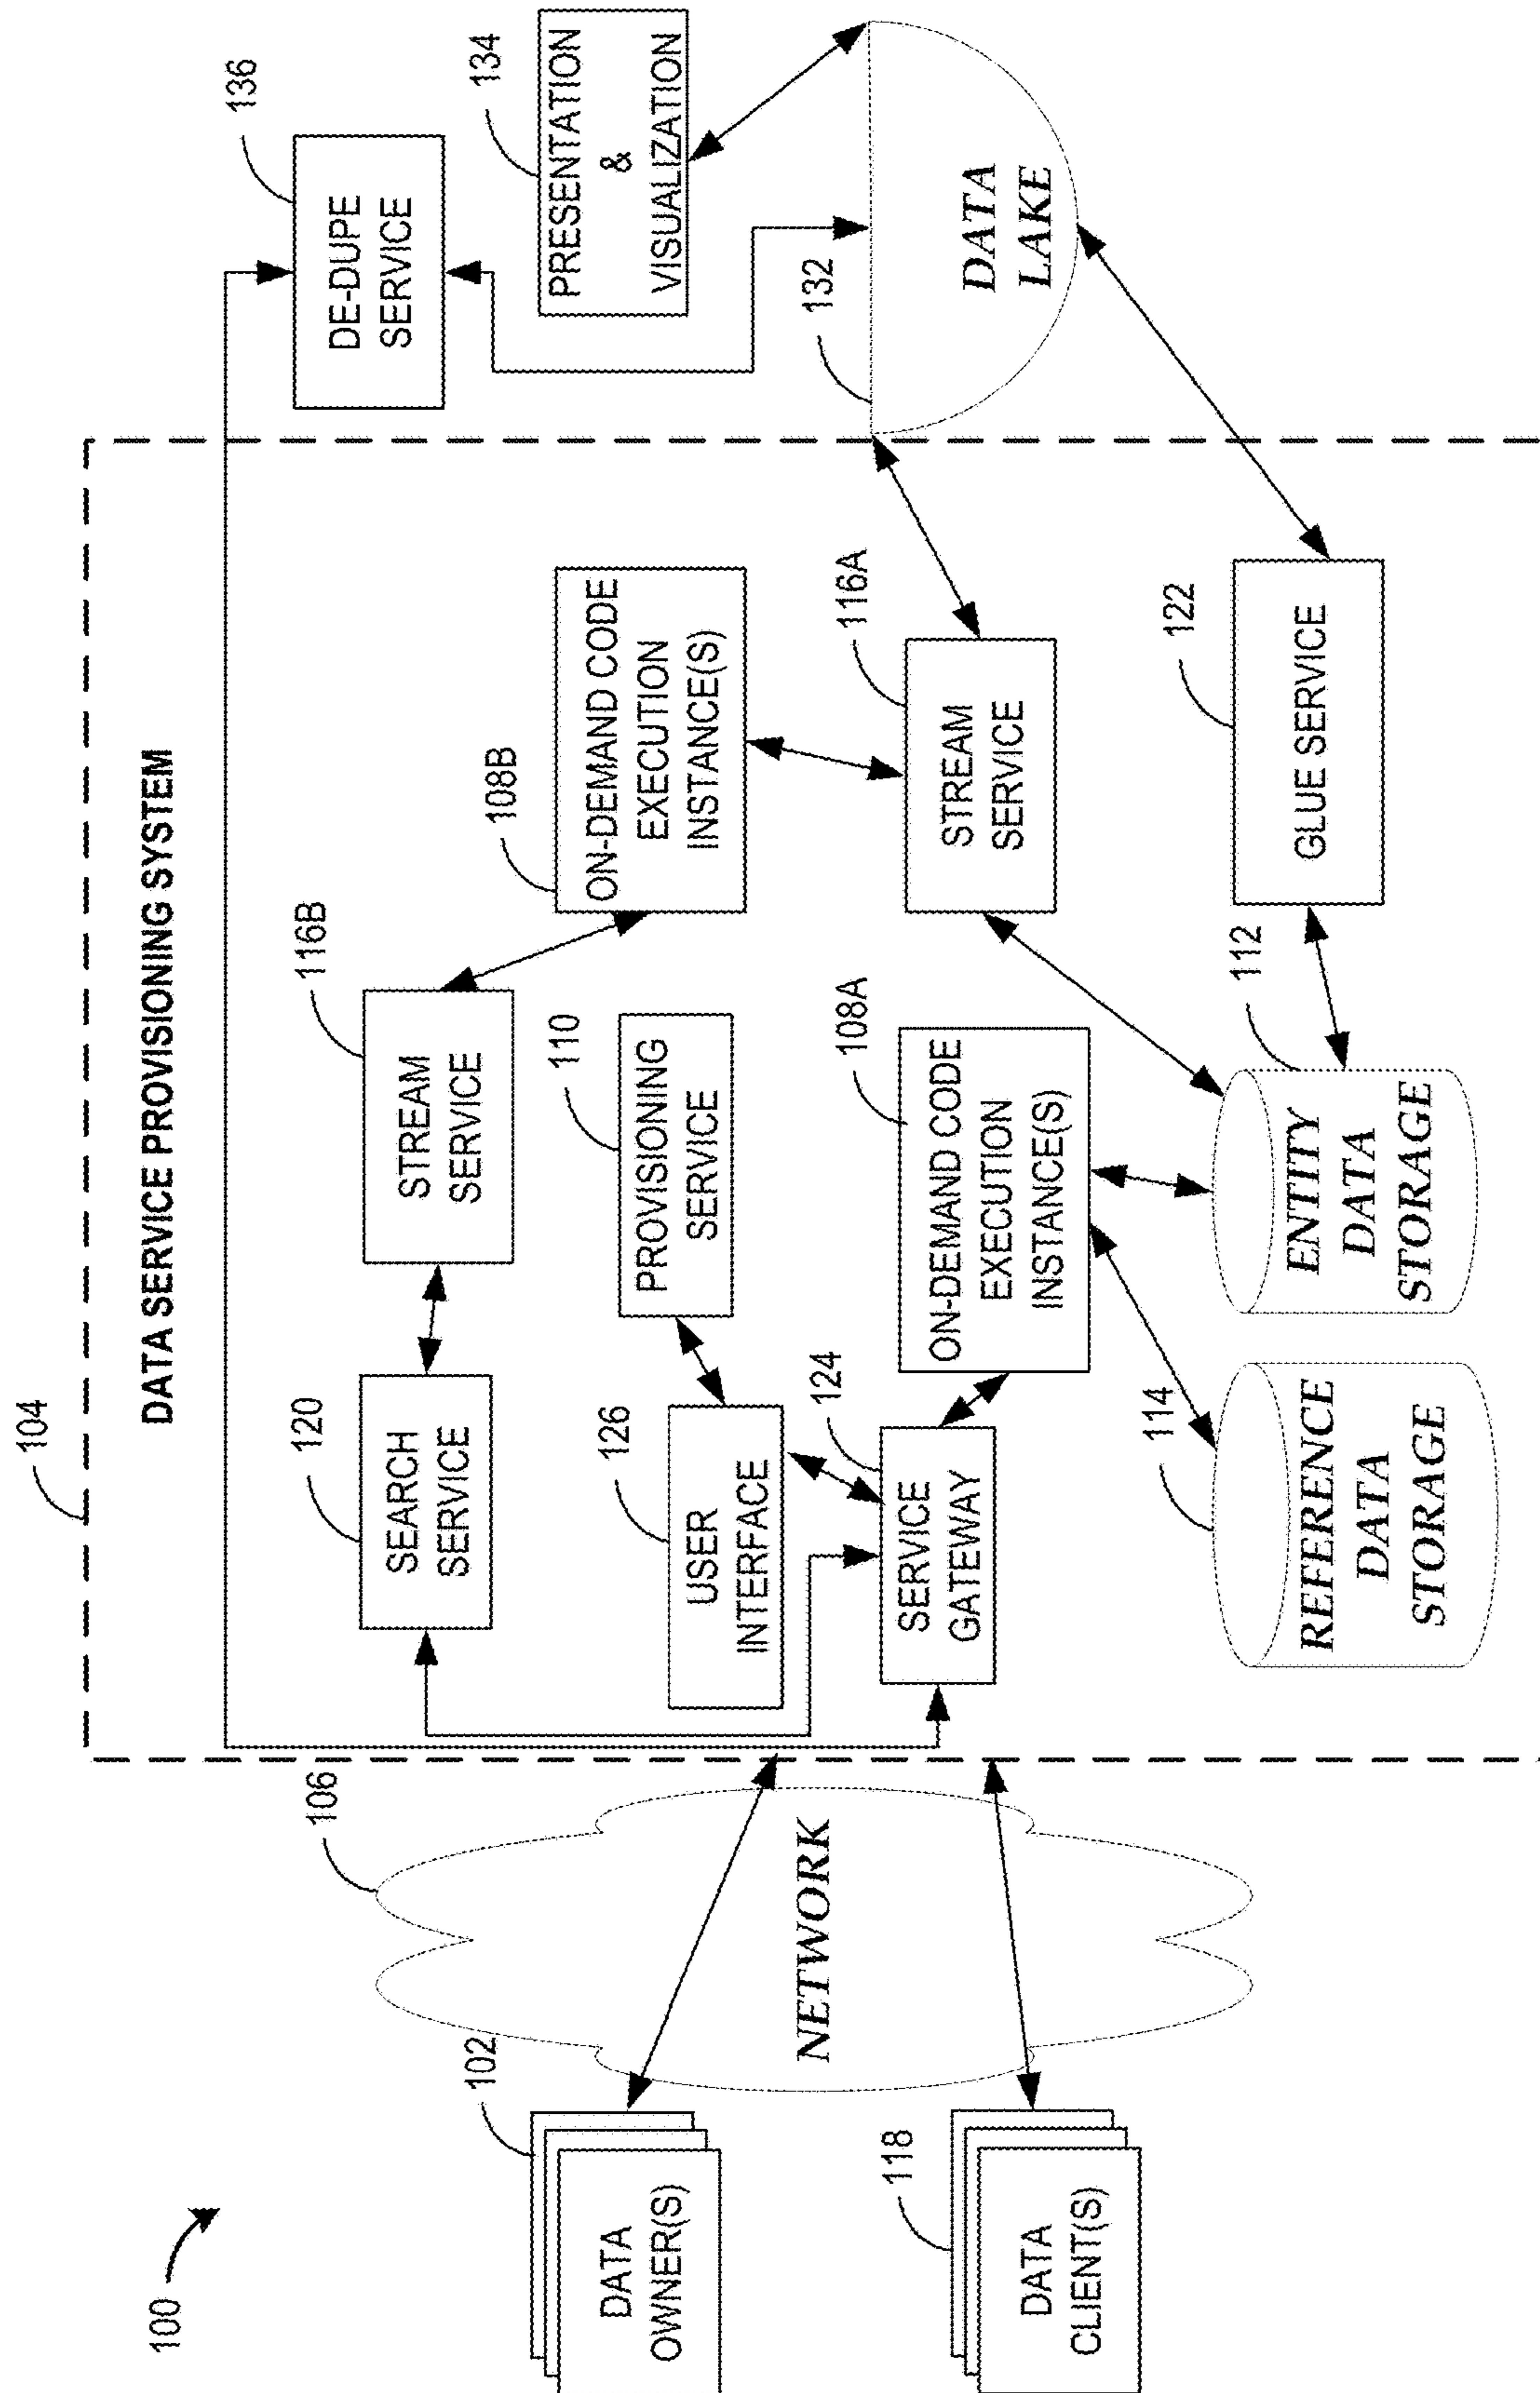 100
DATA
OWNER(S)
102
DATA
CLIENT(S)
118
NETWORK
106
104
DATA SERVICE PROVISIONING SYSTEM
SEARCH
SERVICE
120
STREAM
SERVICE
116B
USER
INTERFACE
126
PROVISIONING
SERVICE
110
ON-DEMAND CODE
EXECUTION
INSTANCE(S)
108B
SERVICE
GATEWAY
124
ON-DEMAND CODE
EXECUTION
INSTANCE(S)
108A
STREAM
SERVICE
116A
REFERENCE
DATA
STORAGE
114
ENTITY
DATA
STORAGE
112
GLUE SERVICE
122
DE-DUPE
SERVICE
136
PRESENTATION
&
VISUALIZATION
134
DATA
LAKE
132